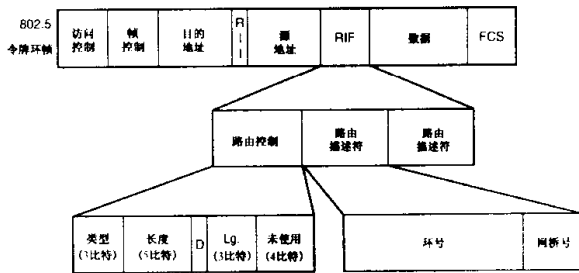 802.5
令牌环帧
访问
控制
帧
控制
目的
地址
R
I
I
源
地址
RIF
数据
FCS
路由控制
路由
描述符
路由
描述符
类型
(3比特)
长度
(5比特)
D
Lg.
(3比特)
未使用
(4比特)
环号
网桥号